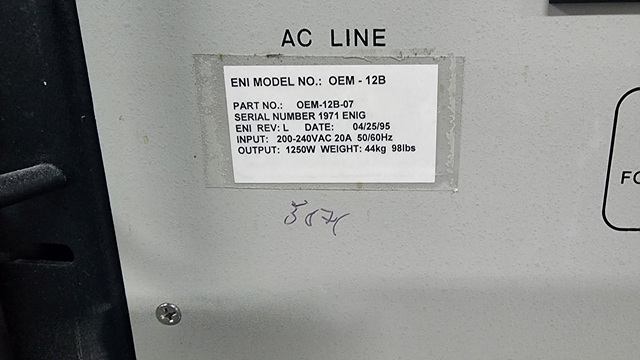 AC LINE
ENI MODEL NO.: OEM - 12B
PART NO.: OEM-12B-07
SERIAL NUMBER 1971 ENIG
ENI REV: L DATE: 04/25/95
INPUT: 200-240VAC 20A 50/60Hz
OUTPUT: 1250W WEIGHT: 44kg 98lbs